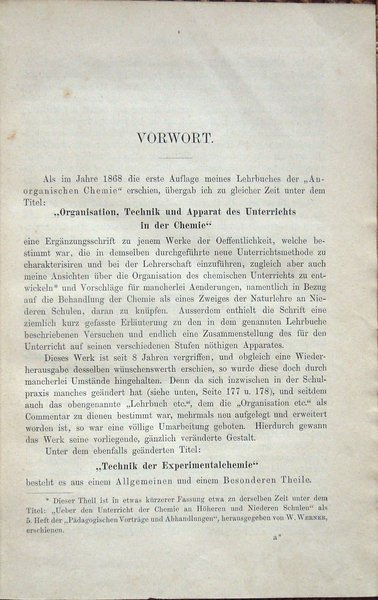 VORWORT.
Als im Jahre 1868 die erste Auflage meines Lehrbuches der „An-
organischen Chemie“ erschien, übergab ich zu gleicher Zeit unter dem
Titel:
„Organisation, Technik und Apparat des Unterrichts
in der Chemie“
eine Ergänzungsschrift zu jenem Werke der Oeffentlichkeit, welche be-
stimmt war, die in demselben durchgeführte neue Unterrichtsmethode zu
charakterisiren und bei der Lehrerschaft einzuführen, zugleich aber auch
meine Ansichten über die Organisation des chemischen Unterrichts zu ent-
wickeln* und Vorschläge für mancherlei Aenderungen, namentlich in Bezug
auf die Behandlung der Chemie als eines Zweiges der Naturlehre an Nie-
deren Schulen, daran zu knüpfen. Ausserdem enthielt die Schrift eine
ziemlich kurz gefasste Erläuterung zu den in dem genannten Lehrbuche
beschriebenen Versuchen und endlich eine Zusammenstellung des für den
Unterricht auf seinen verschiedenen Stufen nöthigen Apparates.
Dieses Werk ist seit 8 Jahren vergriffen, und obgleich eine Wieder-
herausgabe desselben wünschenswerth erschien, so wurde diese doch durch
mancherlei Umstände hingehalten. Denn da sich inzwischen in der Schul-
praxis manches geändert hat (siehe unten, Seite 177 u. 178), und seitdem
auch das obengenannte „Lehrbuch etc.“, dem die „Organisation etc.“ als
Commentar zu dienen bestimmt war, mehrmals neu aufgelegt und erweitert
worden ist, so war eine völlige Umarbeitung geboten. Hierdurch gewann
das Werk seine vorliegende, gänzlich veränderte Gestalt.
Unter dem ebenfalls geänderten Titel:
„Technik der Experimentalchemie“
besteht es aus einem Allgemeinen und einem Besonderen Theile.
* Dieser Theil ist in etwas kürzerer Fassung etwa zu derselben Zeit unter dem
Titel: „Ueber den Unterricht der Chemie an Höheren und Niederen Schulen“ als
5. Heft der „Pädagogischen Vorträge und Abhandlungen“, herausgegeben von W. WERNER,
erschienen.
a*